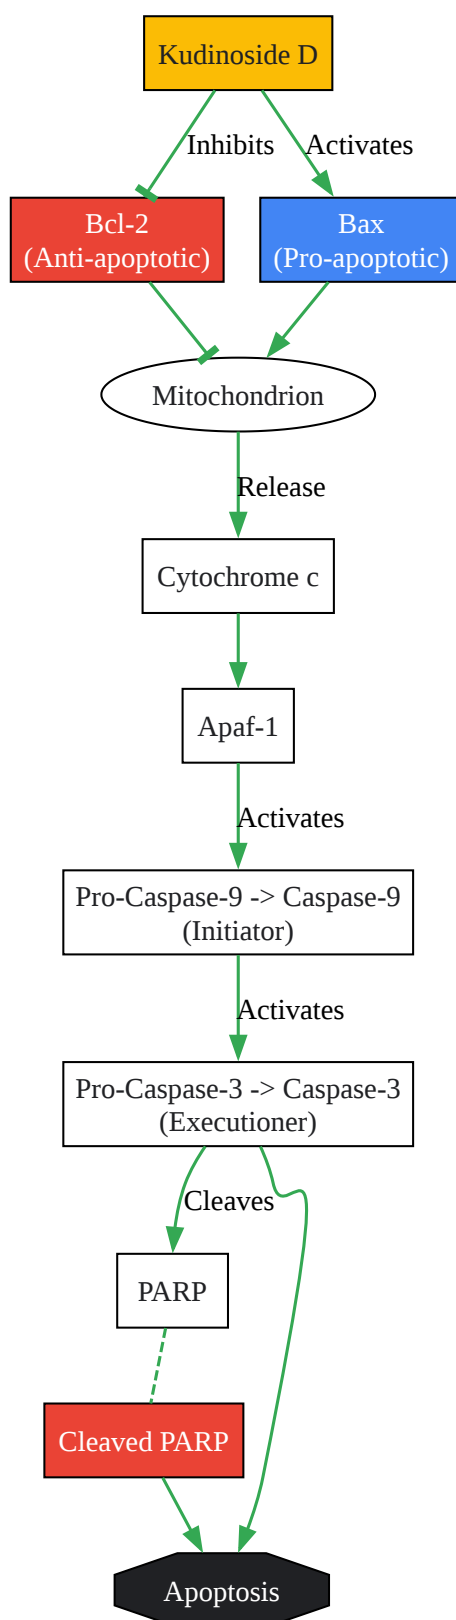 Kudinoside D
Inhibits
Activates
Bcl-2
(Anti-apoptotic)
Bax
(Pro-apoptotic)
Mitochondrion
Release
Cytochrome c
Apaf-1
Activates
Pro-Caspase-9 -> Caspase-9
(Initiator)
Activates
Pro-Caspase-3 -> Caspase-3
(Executioner)
Cleaves
PARP
Cleaved PARP
Apoptosis